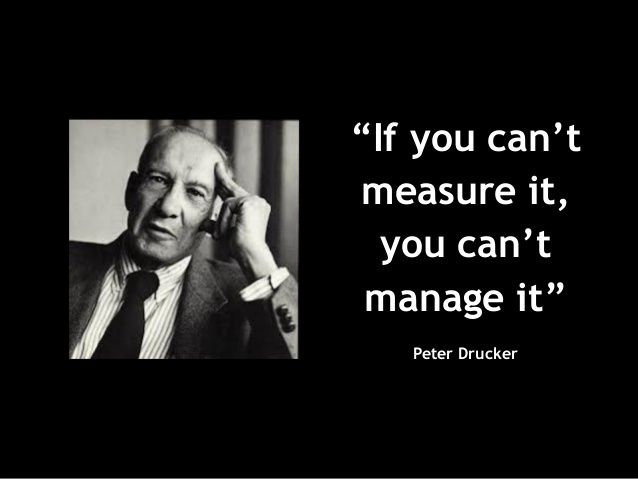 “If you can’t
measure it,
you can’t
manage it”
Peter Drucker